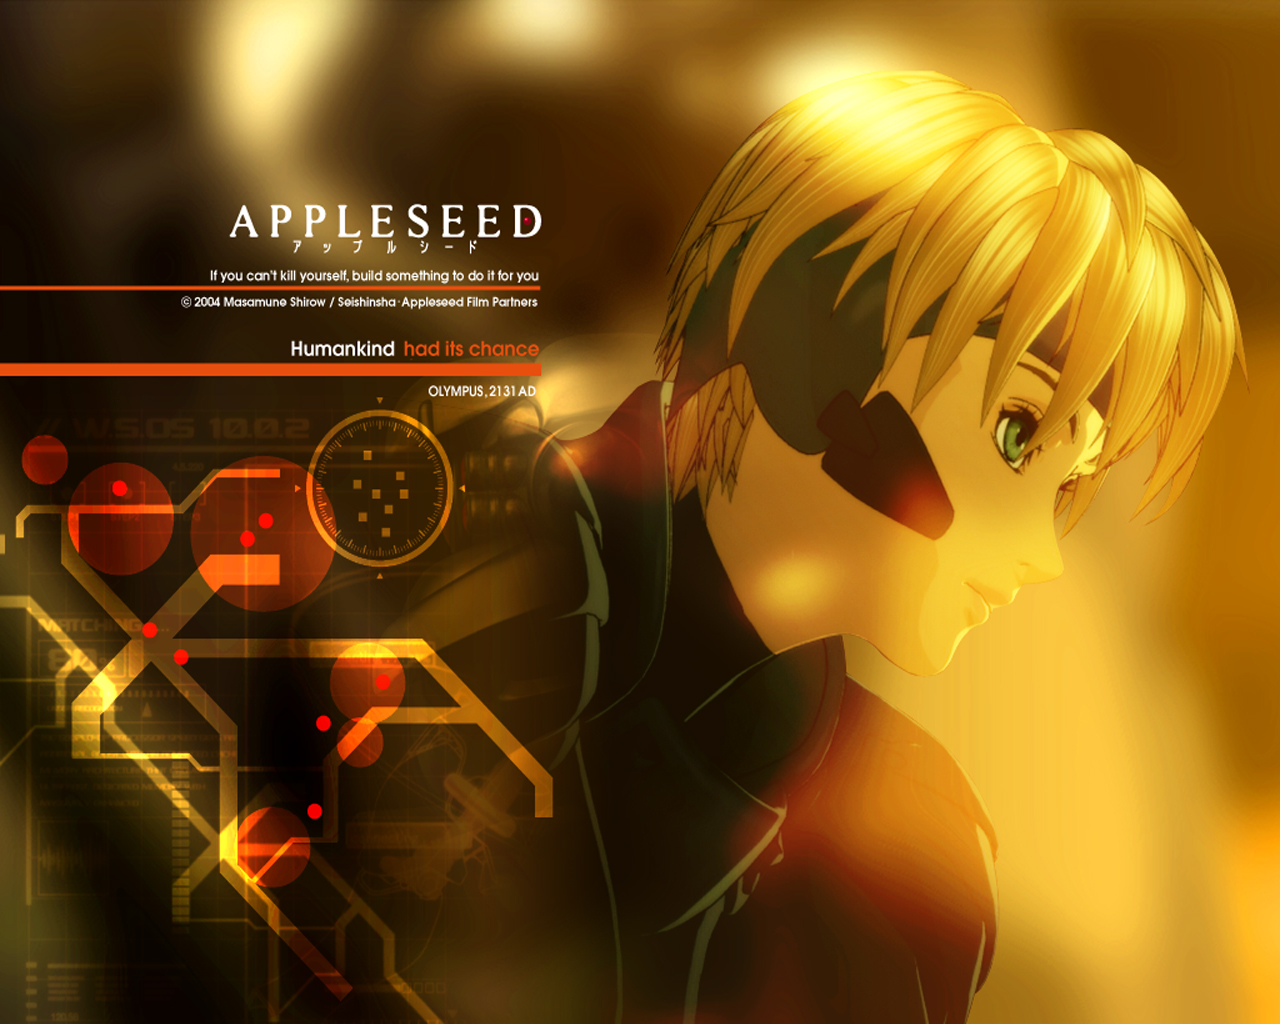 APPLESEED
アップルシード
If you can't kill yourself, build something to do it for you
© 2004 Masamune Shirow / Seishinsha · Appleseed Film Partners
Humankind had its chance
OLYMPUS, 2131 AD
// W.S.OS 10.0.2
MATCHING...